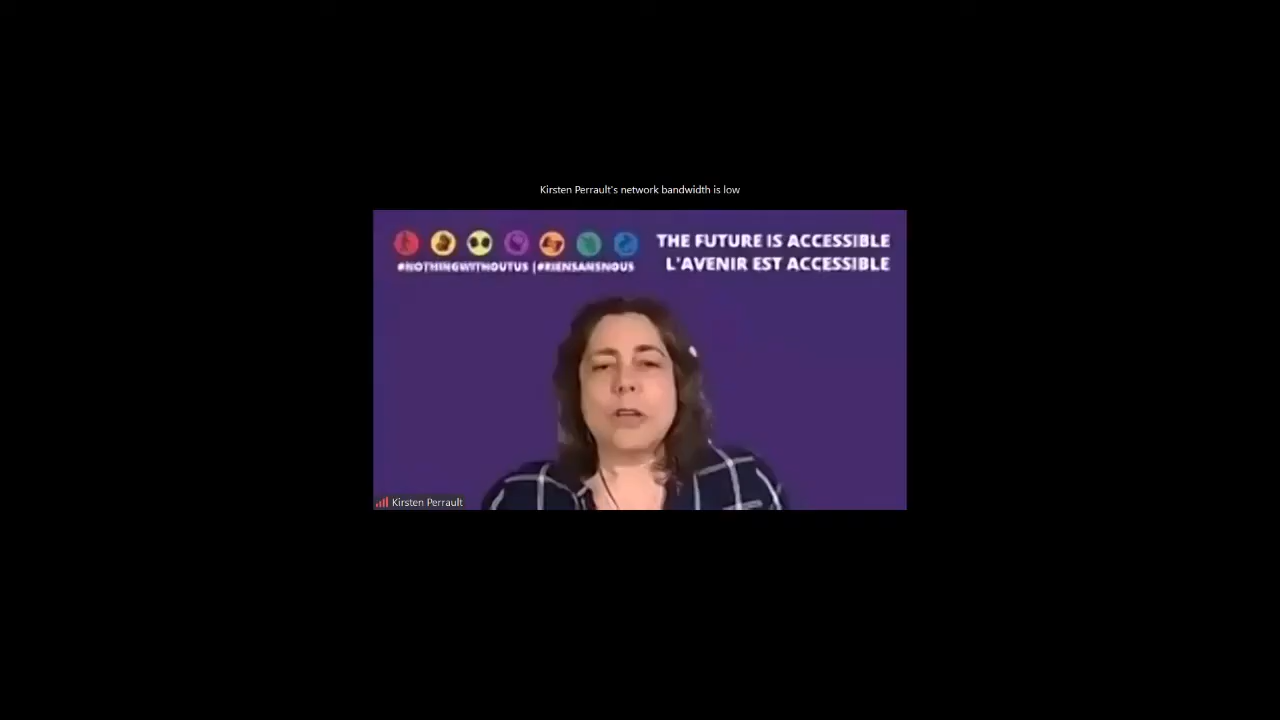 Kirsten Perrault's network bandwidth is low
THE FUTURE IS ACCESSIBLE
#NOTHINGWITHOUTUS | #RIENSANSNOUS
L'AVENIR EST ACCESSIBLE
Kirsten Perrault